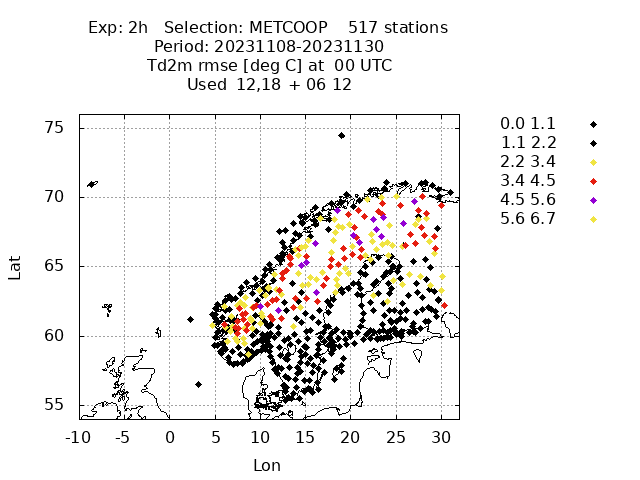 Exp: 2h Selection: METCOOP 517 stations
Period: 20231108-20231130
Td2m rmse [deg C] at 00 UTC
Used 12,18 + 06 12
0.0 1.1
1.1 2.2
2.2 3.4
3.4 4.5
4.5 5.6
5.6 6.7
75
70
65
60
55
Lat
-10 -5 0 5 10 15 20 25 30
Lon